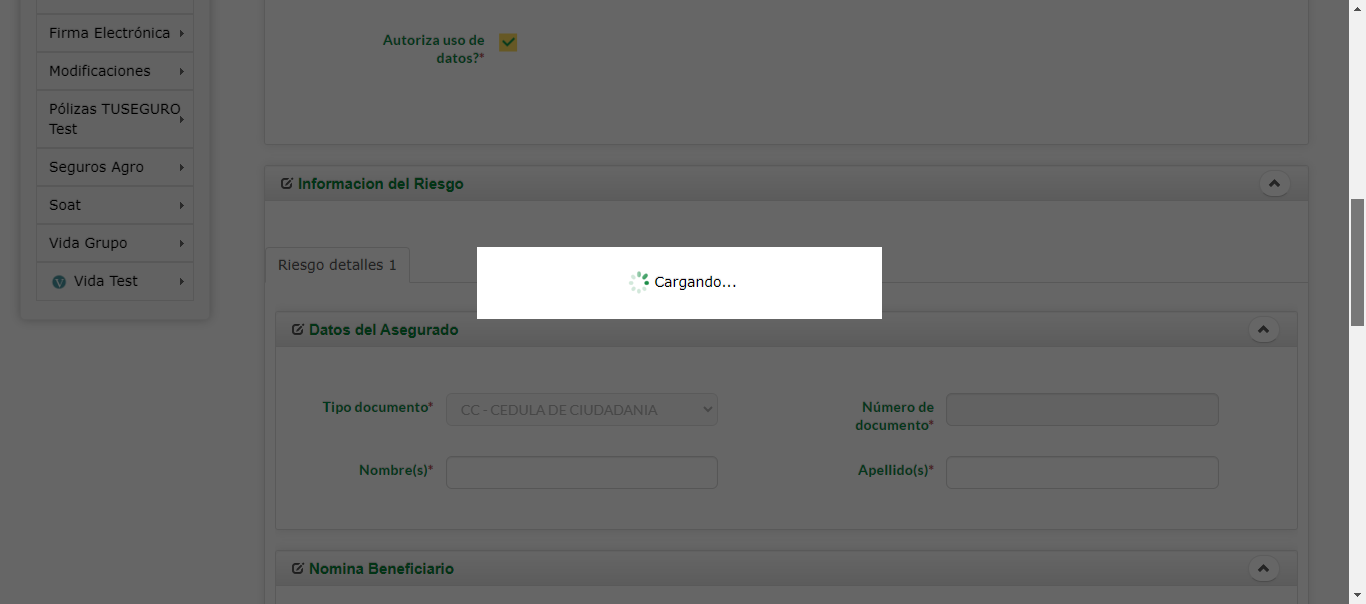 Firma Electrónica
Modificaciones
Pólizas TUSEGURO
Test
Seguros Agro
Soat
Vida Grupo
V Vida Test
Autoriza uso de
datos?*
Informacion del Riesgo
Riesgo detalles 1
Cargando...
Datos del Asegurado
Tipo documento* CC - CEDULA DE CIUDADANIA
Número de
documento*
Nombre(s)*
Apellido(s)*
Nomina Beneficiario